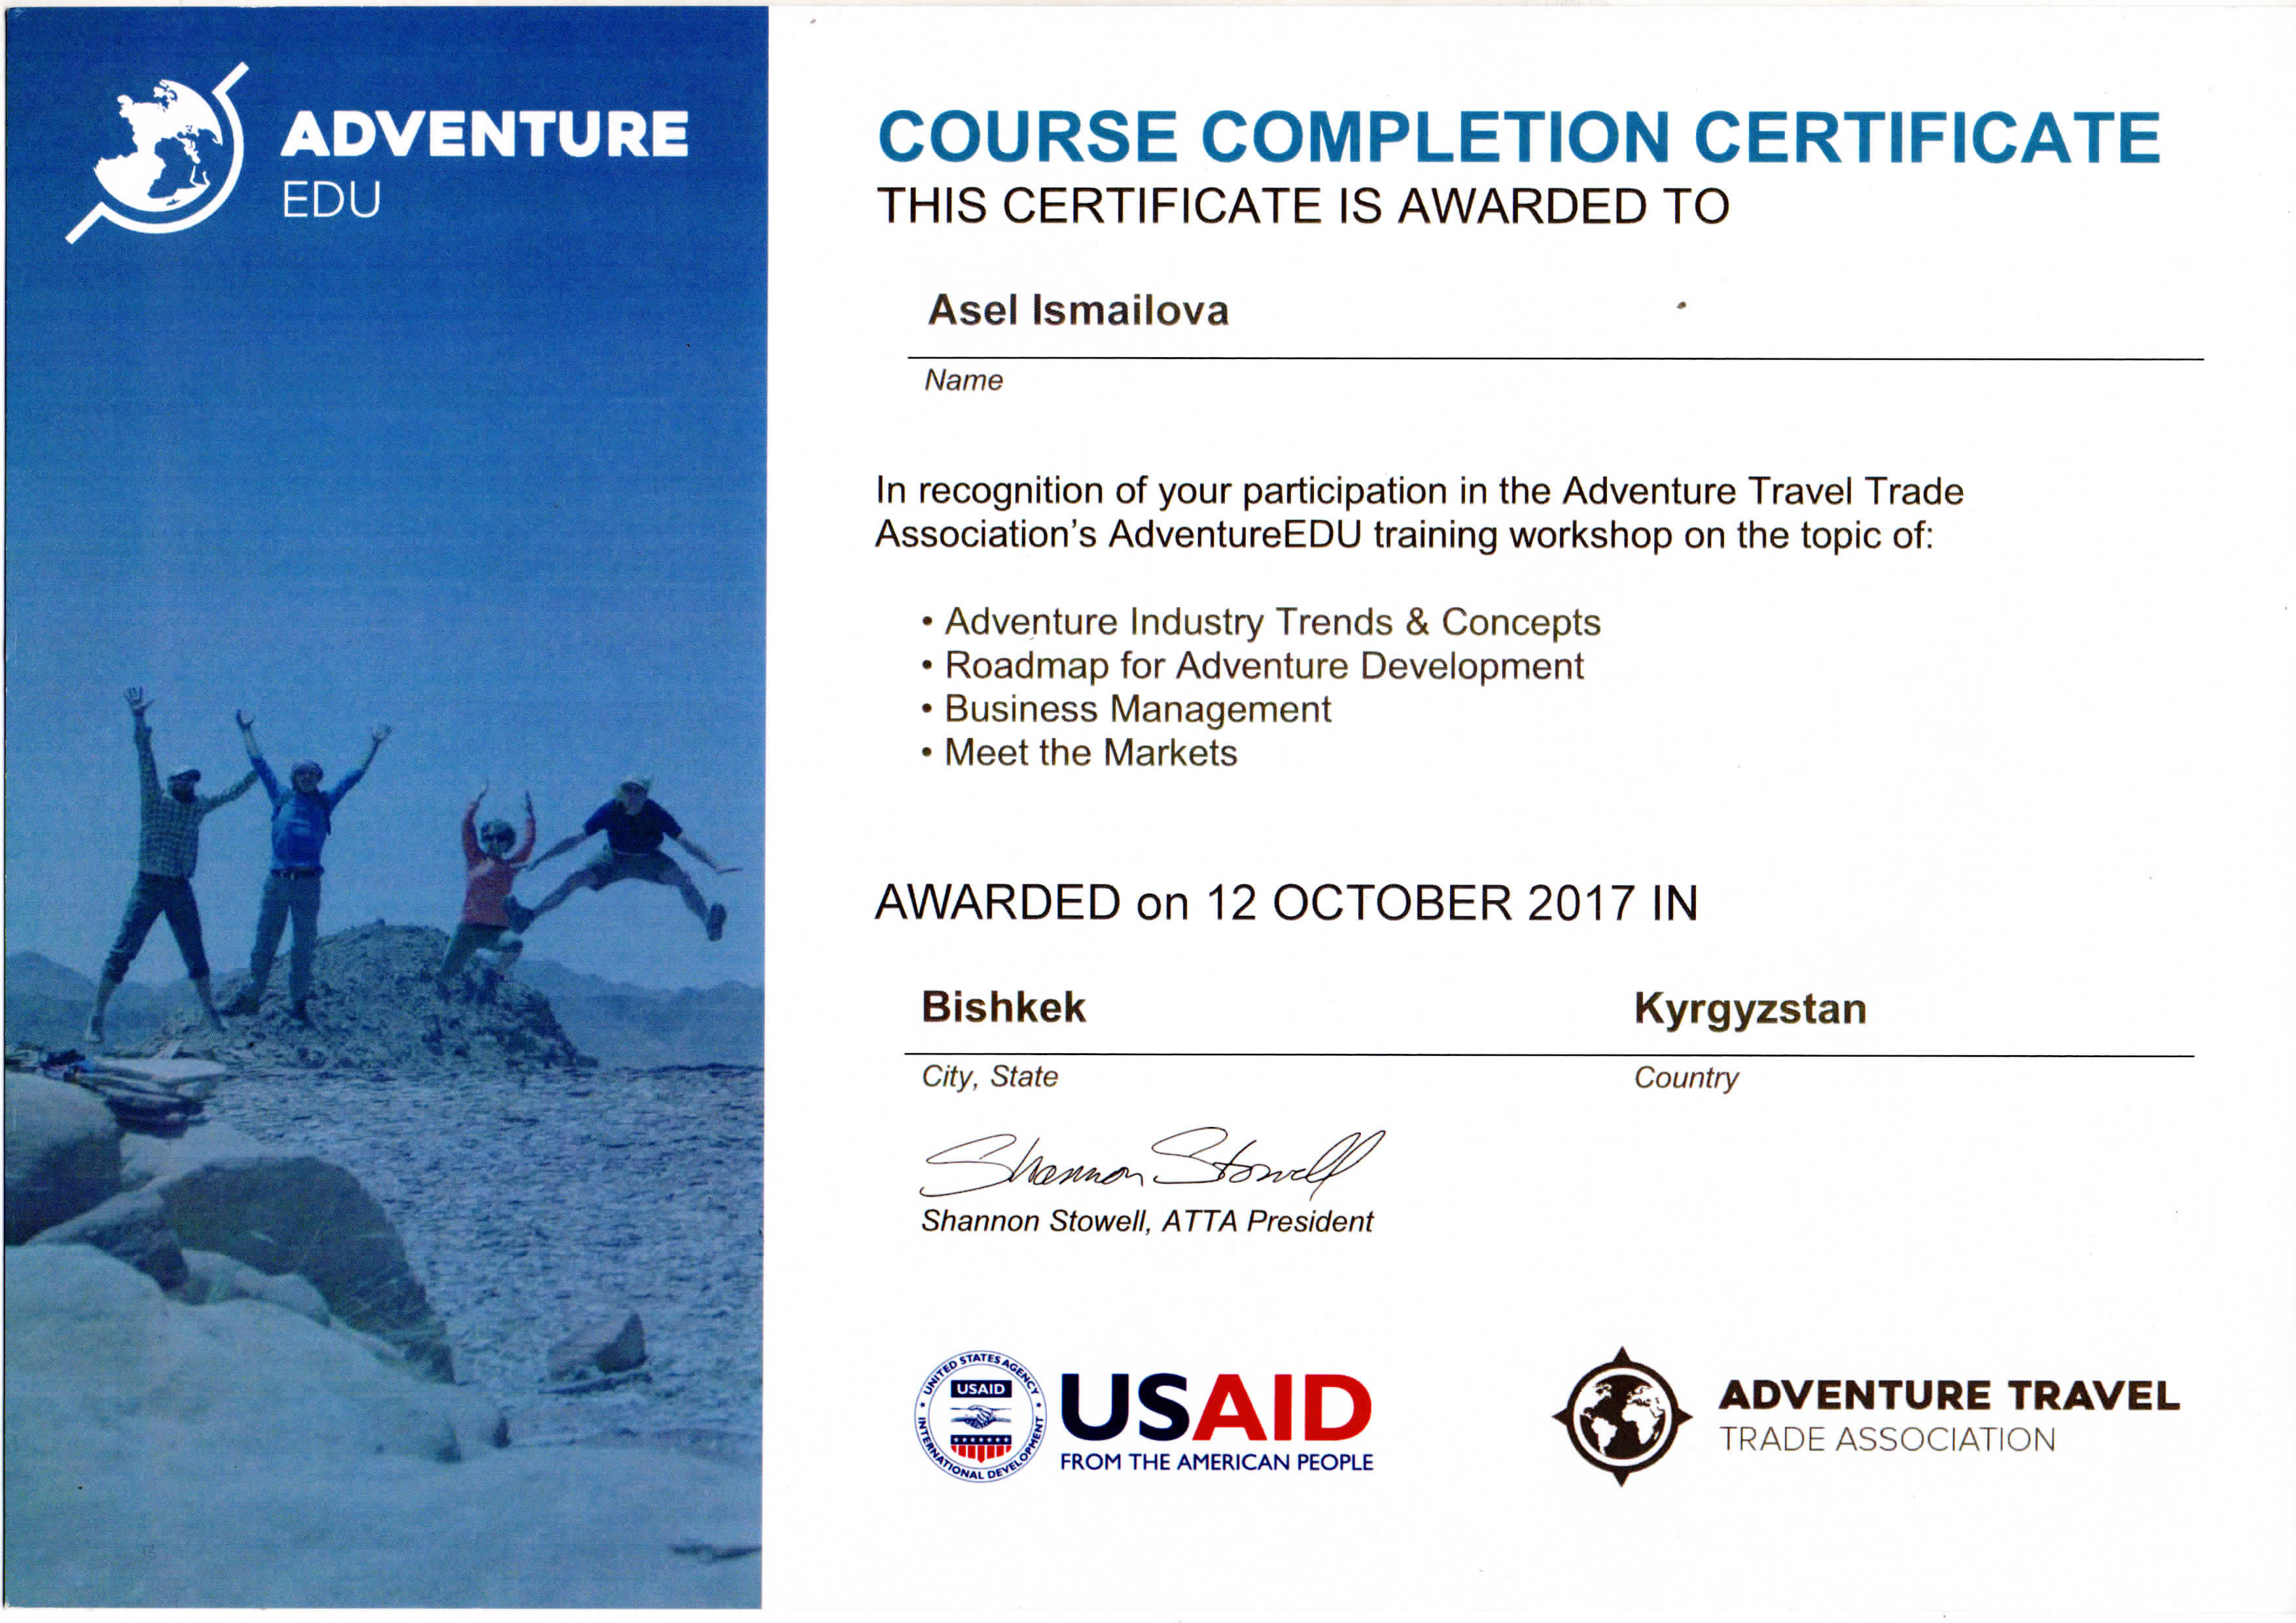 ADVENTURE
EDU
COURSE COMPLETION CERTIFICATE
THIS CERTIFICATE IS AWARDED TO
Asel Ismailova
Name
In recognition of your participation in the Adventure Travel Trade
Association's AdventureEDU training workshop on the topic of:
• Adventure Industry Trends & Concepts
• Roadmap for Adventure Development
• Business Management
• Meet the Markets
AWARDED on 12 OCTOBER 2017 IN
Bishkek Kyrgyzstan
City, State Country
Shannon Stowell
Shannon Stowell, ATTA President
UNITED STATES AGENCY
USAID
INTERNATIONAL DEVELOPMENT
USAID
FROM THE AMERICAN PEOPLE
ADVENTURE TRAVEL
TRADE ASSOCIATION